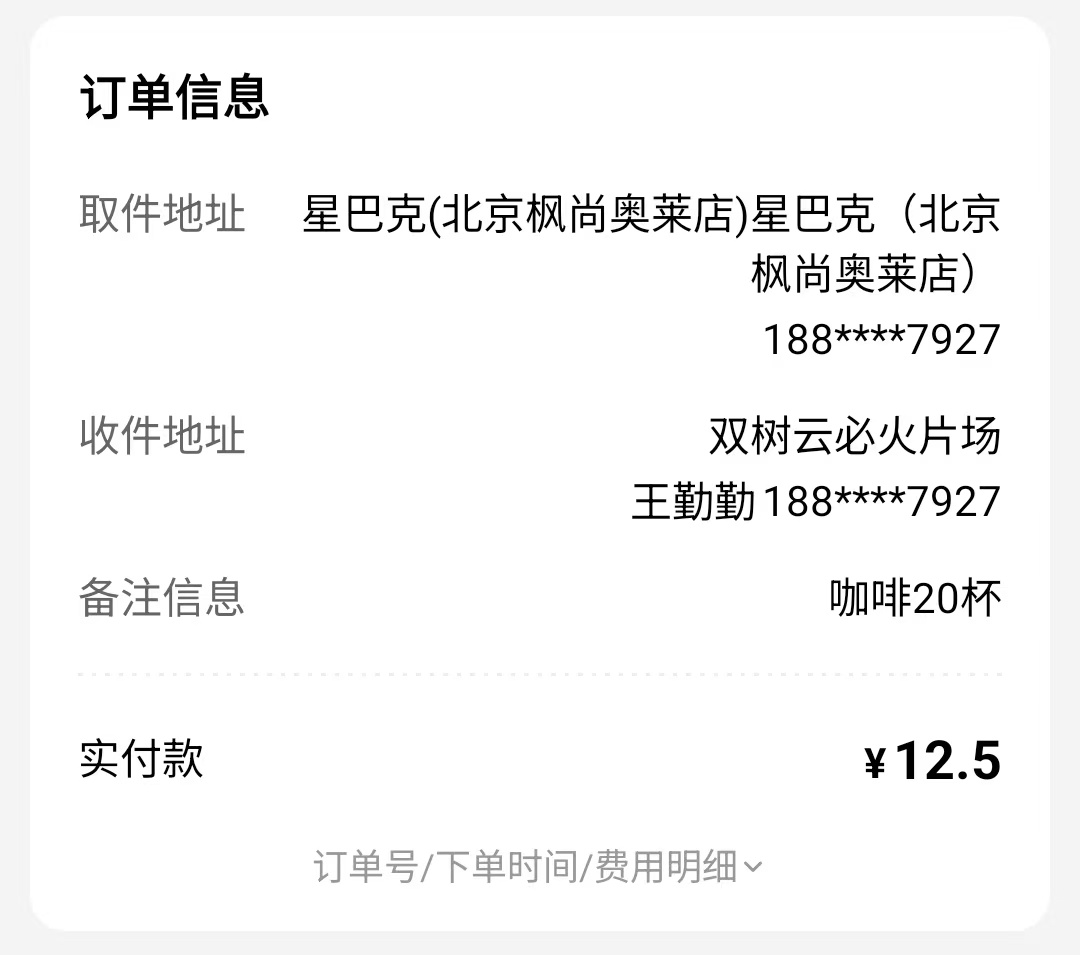 订单信息
取件地址 星巴克(北京枫尚奥莱店)星巴克（北京
枫尚奥莱店）
188****7927
收件地址 双树云必火片场
王勤勤188****7927
备注信息 咖啡20杯
实付款 ¥12.5
订单号/下单时间/费用明细